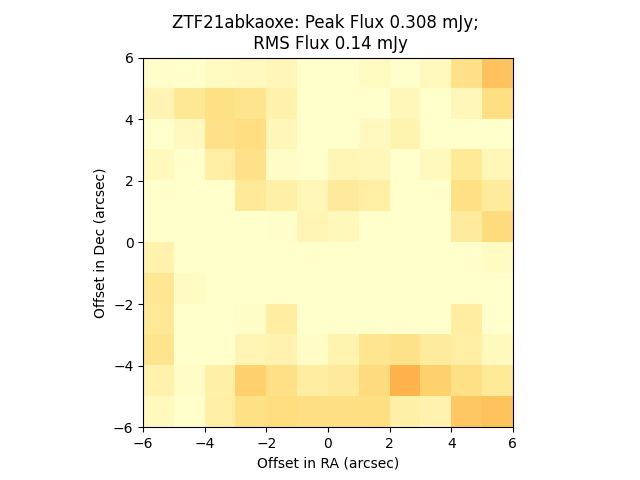 ZTF21abkaoxe: Peak Flux 0.308 mJy;
RMS Flux 0.14 mJy
6
4
2
0
−2
−4
−6
Offset in Dec (arcsec)
−6 −4 −2 0 2 4 6
Offset in RA (arcsec)